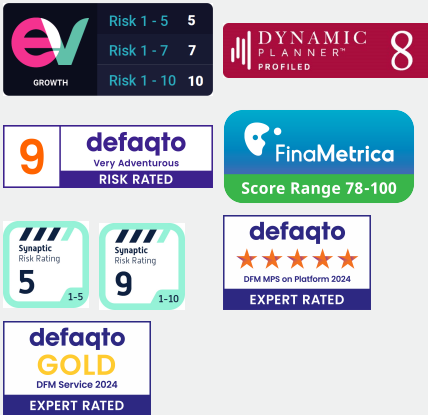 ev
GROWTH
Risk 1 - 5 5
Risk 1 - 7 7
Risk 1 - 10 10
DYNAMIC
PLANNER™
PROFILED
8
9
defaqto
Very Adventurous
RISK RATED
FinaMetrica
Score Range 78-100
Synaptic
Risk Rating
5
1-5
Synaptic
Risk Rating
9
1-10
defaqto
DFM MPS on Platform 2024
EXPERT RATED
defaqto
GOLD
DFM Service 2024
EXPERT RATED